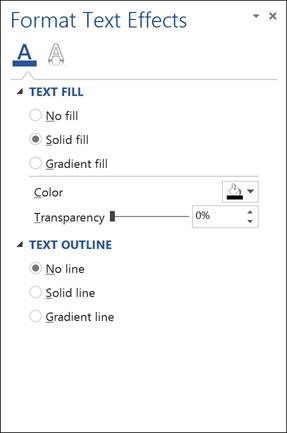 Format Text Effects
A A
TEXT FILL
No fill
Solid fill
Gradient fill
Color
Transparency 0%
TEXT OUTLINE
No line
Solid line
Gradient line